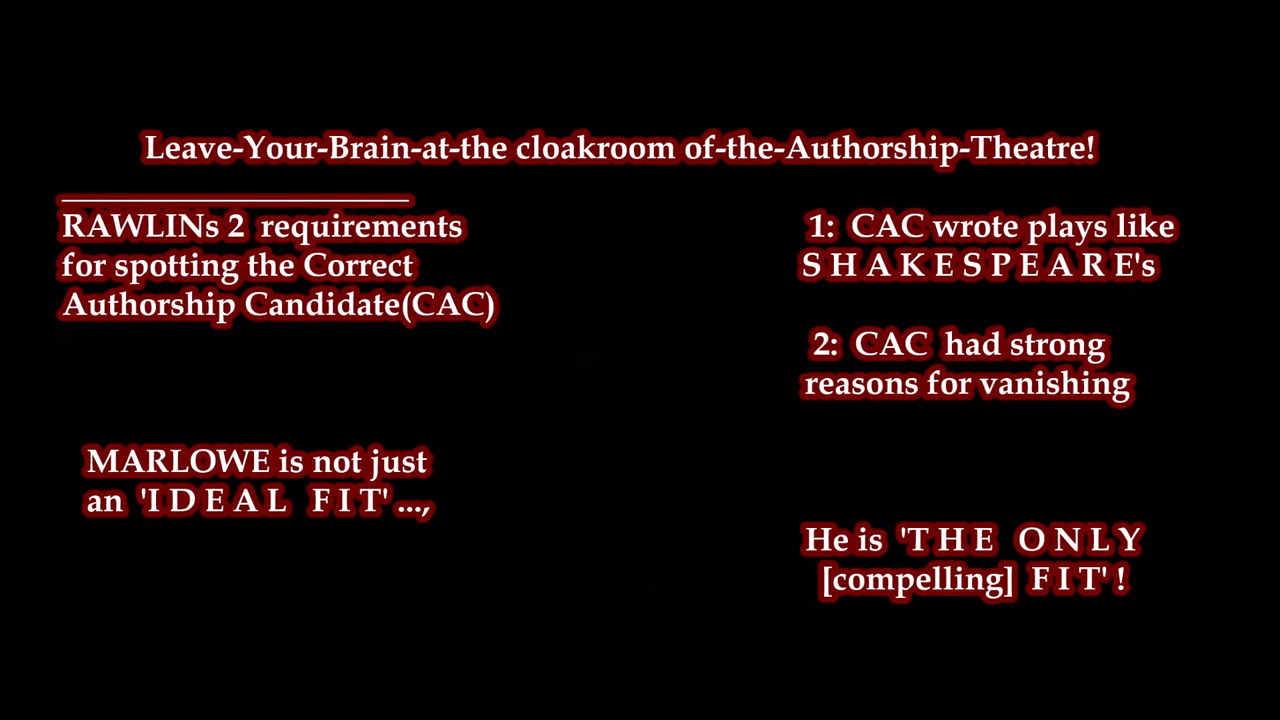 Leave-Your-Brain-at-the cloakroom of-the-Authorship-Theatre!
RAWLINs 2 requirements
for spotting the Correct
Authorship Candidate(CAC)
1: CAC wrote plays like
S H A K E S P E A R E's
2: CAC had strong
reasons for vanishing
MARLOWE is not just
an 'I D E A L F I T' ...,
He is 'T H E O N L Y
[compelling] F I T' !